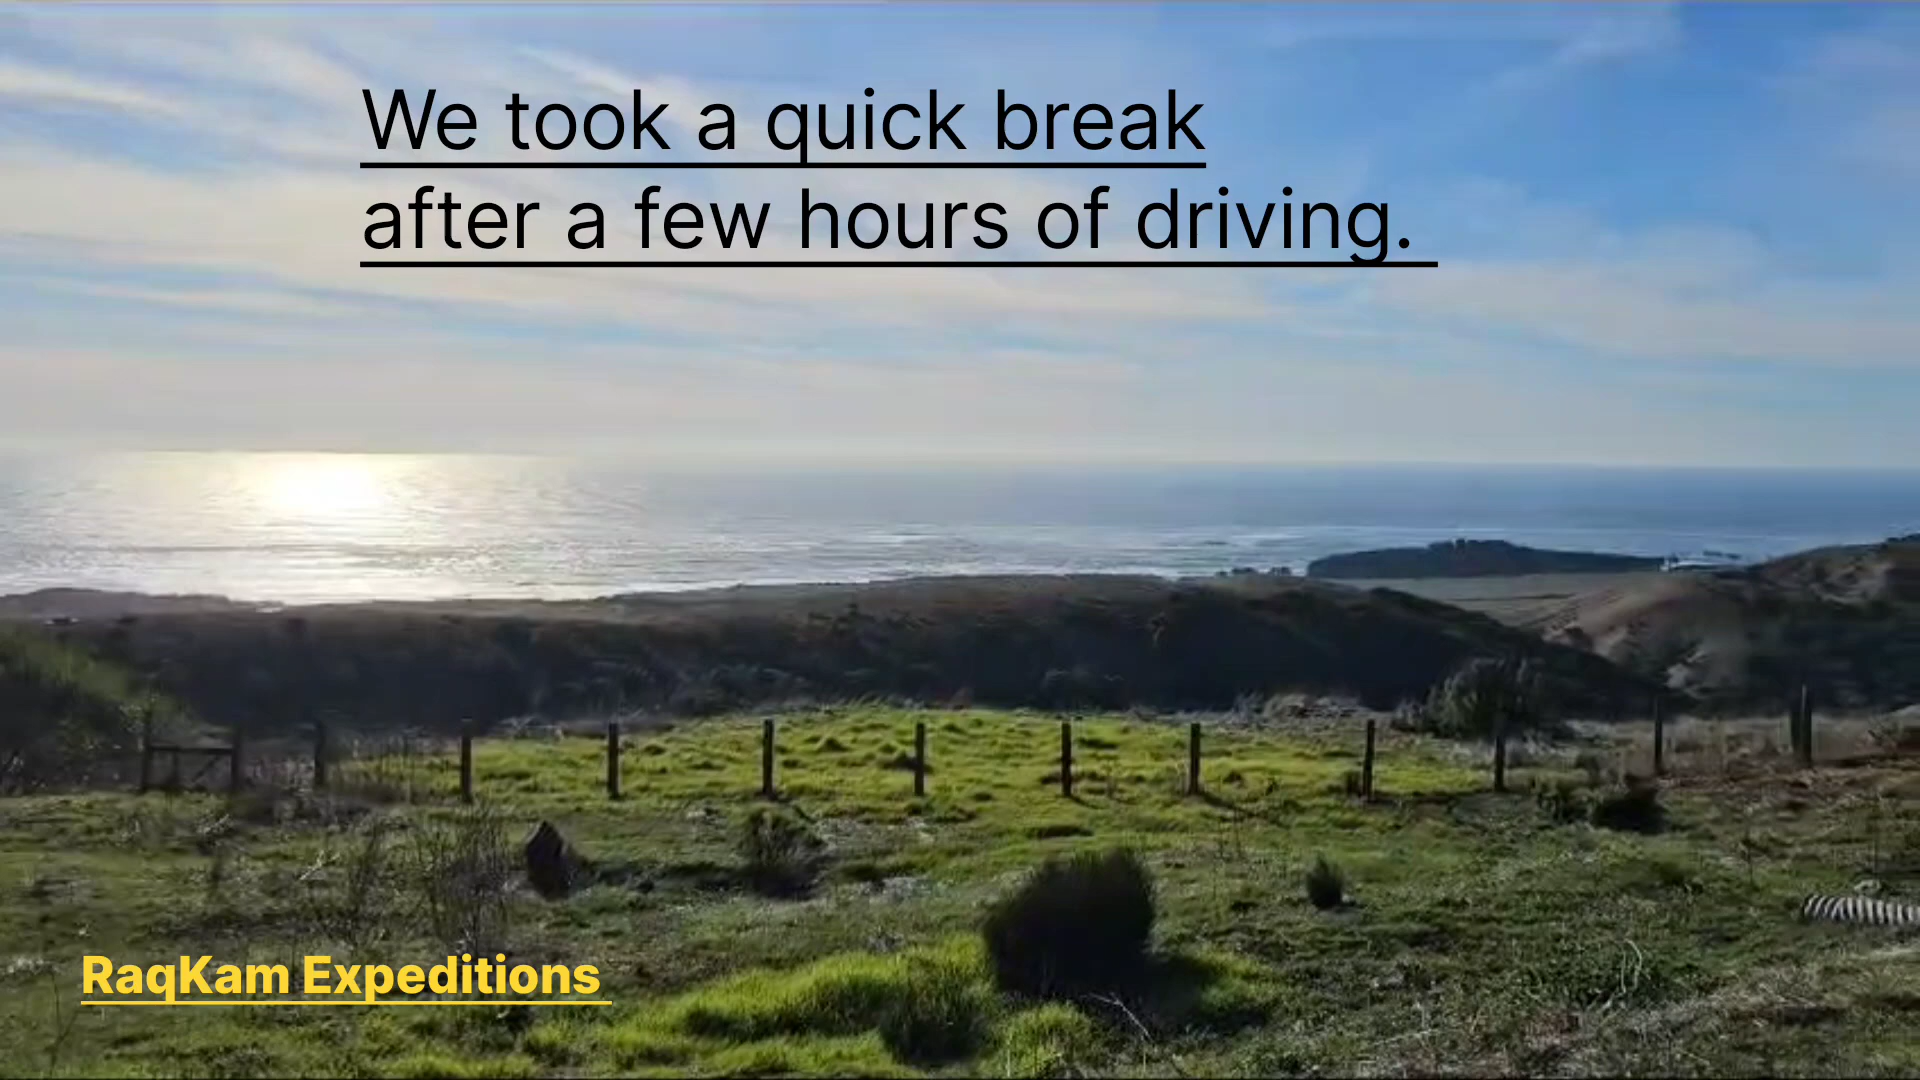 We took a quick break
after a few hours of driving.
RaqKam Expeditions